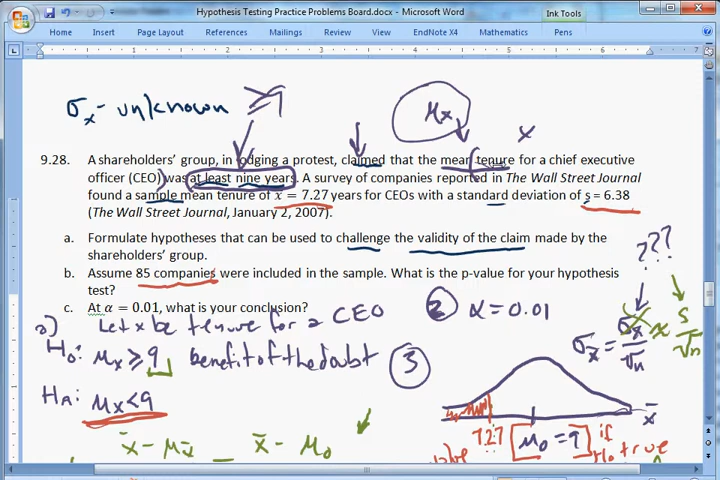 Hypothesis Testing Practice Problems Board.docx - Microsoft Word
Ink Tools
Home Insert Page Layout References Mailings Review View EndNote X4 Mathematics Pens
σx - unknown ≥9 μx
x
9.28. A shareholders' group, in lodging a protest, claimed that the mean tenure for a chief executive
officer (CEO) was at least nine years. A survey of companies reported in The Wall Street Journal
found a sample mean tenure of x̄ = 7.27 years for CEOs with a standard deviation of s = 6.38
(The Wall Street Journal, January 2, 2007).
a. Formulate hypotheses that can be used to challenge the validity of the claim made by the
shareholders' group.
???
b. Assume 85 companies were included in the sample. What is the p-value for your hypothesis
test?
c. At α = 0.01, what is your conclusion?
a) Let x be tenure for a CEO
② α = 0.01
H₀: μx ≥ 9 benefit of the doubt
③
σx̄ = σx/√n ≈ s/√n
HA: μx < 9
x̄
7.27 μ₀ = 9 if
H₀ true
x̄ - μx̄ x̄ - μ₀